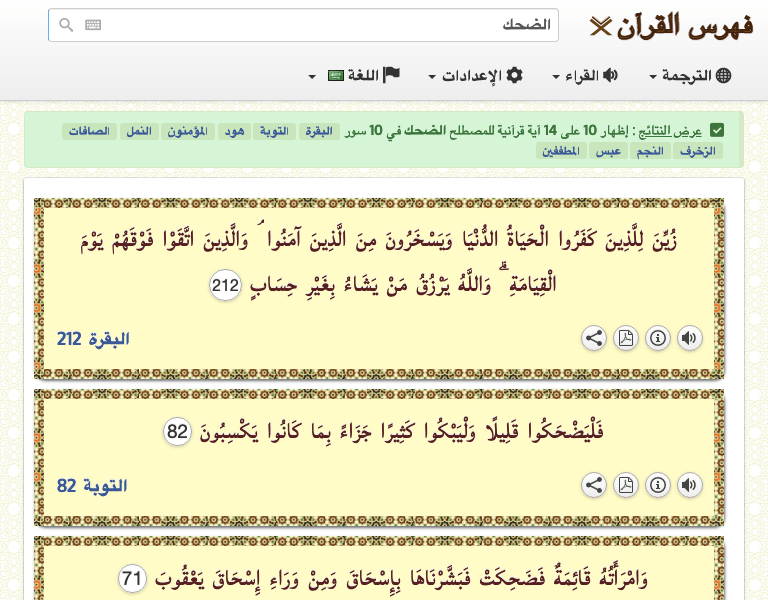 فهرس القرآن
الضحك
الترجمة القراء الإعدادات اللغة
عرض النتائج : إظهار 10 على 14 آية قرآنية للمصطلح الضحك في 10 سور البقرة التوبة هود المؤمنون النمل الصافات
الزخرف النجم عبس المطففين
زُيِّنَ لِلَّذِينَ كَفَرُوا الْحَيَاةُ الدُّنْيَا وَيَسْخَرُونَ مِنَ الَّذِينَ آمَنُوا ۘ وَالَّذِينَ اتَّقَوْا فَوْقَهُمْ يَوْمَ
الْقِيَامَةِ ۗ وَاللَّهُ يَرْزُقُ مَنْ يَشَاءُ بِغَيْرِ حِسَابٍ 212
البقرة 212
فَلْيَضْحَكُوا قَلِيلًا وَلْيَبْكُوا كَثِيرًا جَزَاءً بِمَا كَانُوا يَكْسِبُونَ 82
التوبة 82
وَامْرَأَتُهُ قَائِمَةٌ فَضَحِكَتْ فَبَشَّرْنَاهَا بِإِسْحَاقَ وَمِنْ وَرَاءِ إِسْحَاقَ يَعْقُوبَ 71